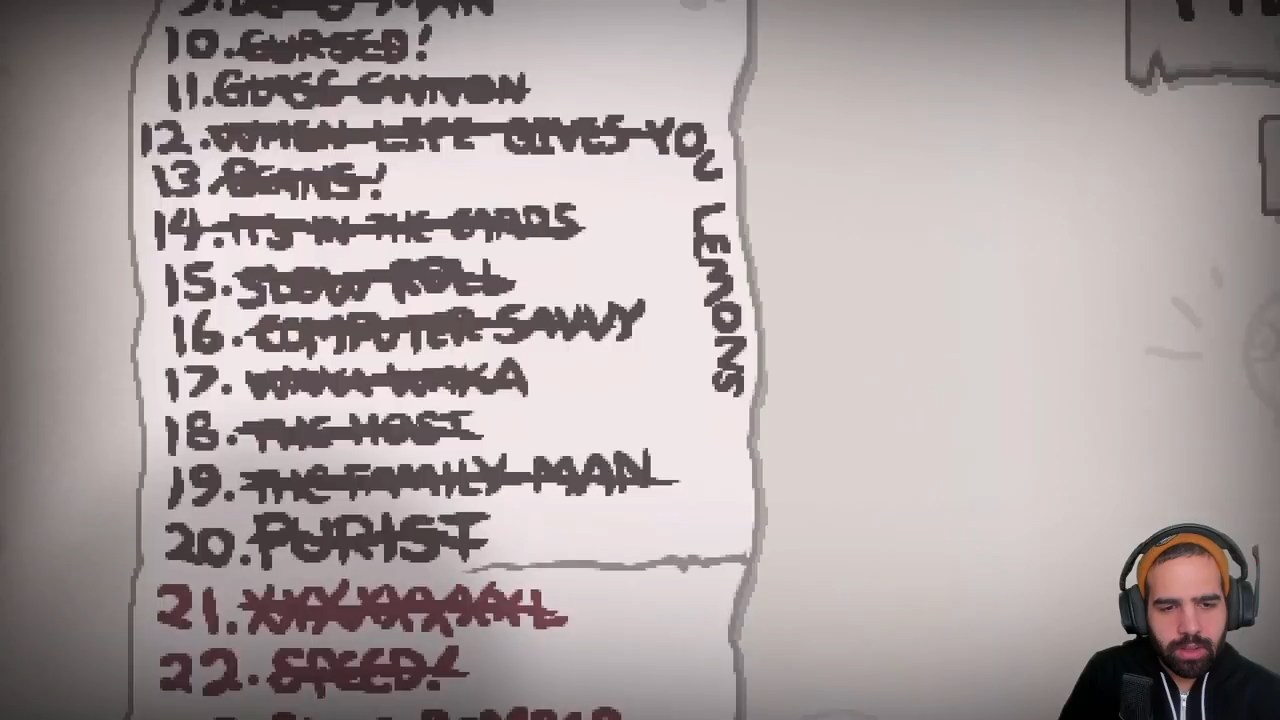 10. CURSED!
11. GLASS CANNON
12. WHEN LIFE GIVES YOU LEMONS
13. BEANS!
14. IT'S IN THE CARDS
15. SLOW ROLL
16. COMPUTER SAVVY
17. WAKA WAKA
18. THE HOST
19. THE FAMILY MAN
20. PURIST
21.
22. SPEED!